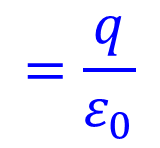 = q/ε₀